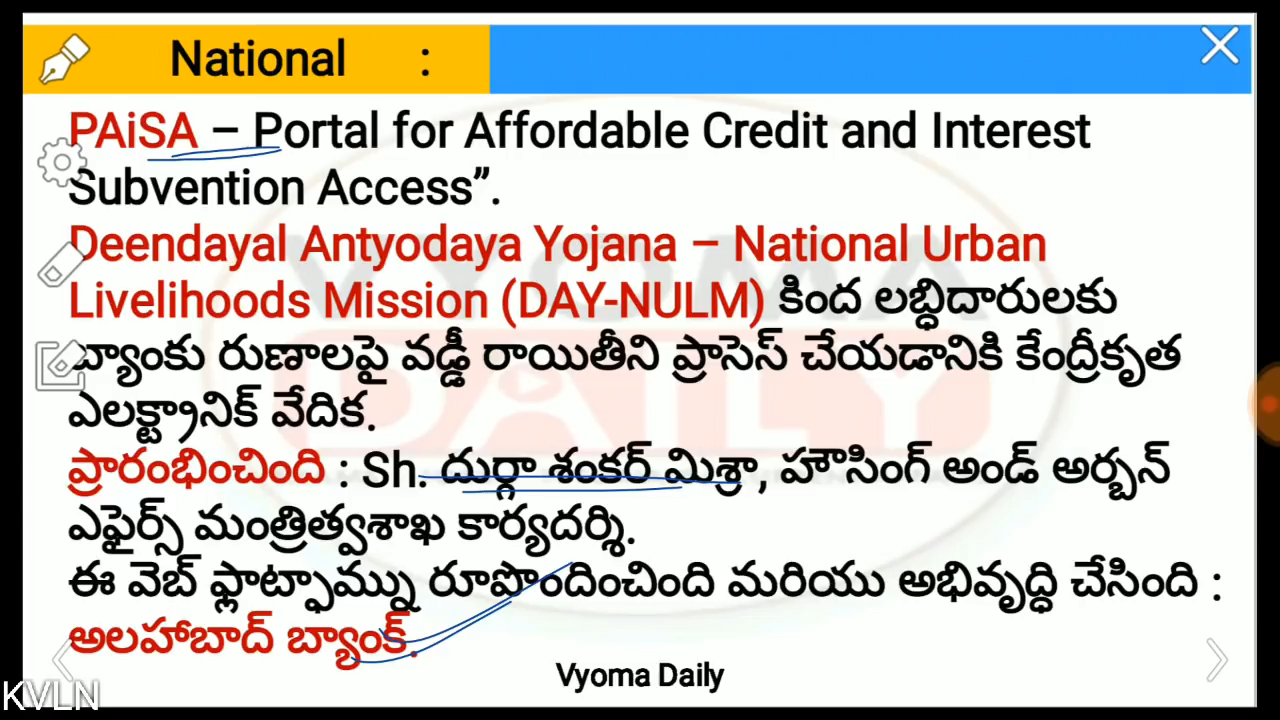 National :
PAiSA – Portal for Affordable Credit and Interest
Subvention Access”.
Deendayal Antyodaya Yojana – National Urban
Livelihoods Mission (DAY-NULM) కింద లబ్ధిదారులకు
బ్యాంకు రుణాలపై వడ్డీ రాయితీని ప్రాసెస్ చేయడానికి కేంద్రీకృత
ఎలక్ట్రానిక్ వేదిక.
ప్రారంభించింది : Sh. దుర్గా శంకర్ మిశ్రా, హౌసింగ్ అండ్ అర్బన్
ఎఫైర్స్ మంత్రిత్వశాఖ కార్యదర్శి.
ఈ వెబ్ ఫ్లాట్ఫామ్ను రూపొందించింది మరియు అభివృద్ధి చేసింది :
అలహాబాద్ బ్యాంక్.
Vyoma Daily
KVLN
VYOMA
DAILY